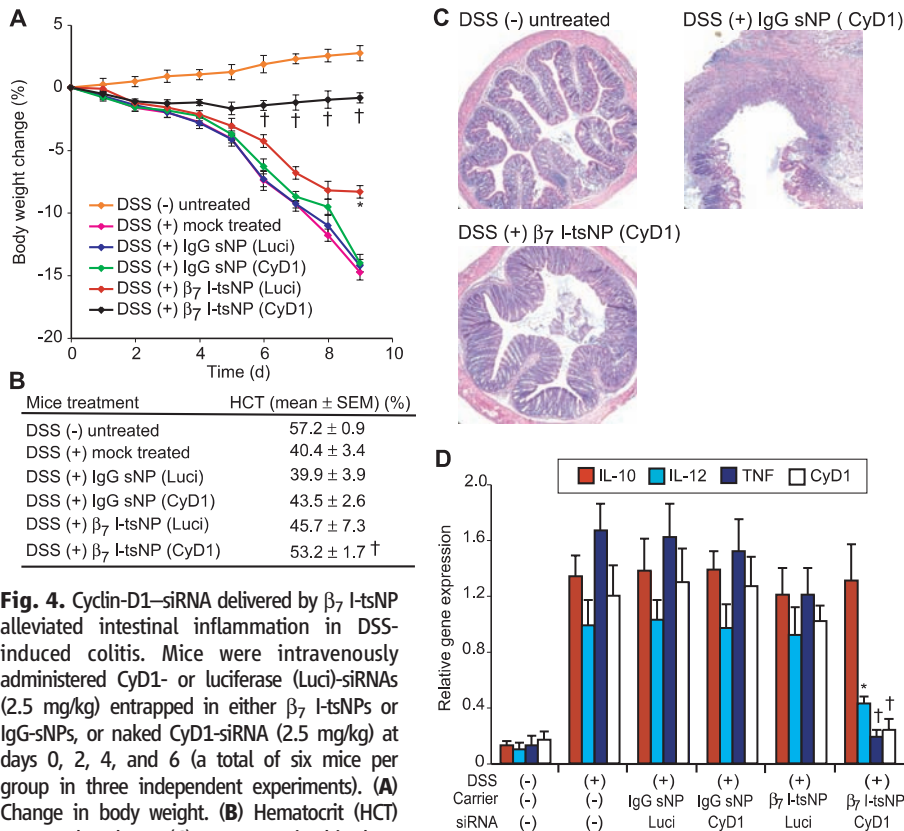 A
5
0
-5
-10
-15
-20
Body weight change (%)
0 2 4 6 8 10
Time (d)
† † † †
*
DSS (-) untreated
DSS (+) mock treated
DSS (+) IgG sNP (Luci)
DSS (+) IgG sNP (CyD1)
DSS (+) β7 I-tsNP (Luci)
DSS (+) β7 I-tsNP (CyD1)
B
Mice treatment HCT (mean ± SEM) (%)
DSS (-) untreated 57.2 ± 0.9
DSS (+) mock treated 40.4 ± 3.4
DSS (+) IgG sNP (Luci) 39.9 ± 3.9
DSS (+) IgG sNP (CyD1) 43.5 ± 2.6
DSS (+) β7 I-tsNP (Luci) 45.7 ± 7.3
DSS (+) β7 I-tsNP (CyD1) 53.2 ± 1.7 †
Fig. 4. Cyclin-D1–siRNA delivered by β7 I-tsNP
alleviated intestinal inflammation in DSS-
induced colitis. Mice were intravenously
administered CyD1- or luciferase (Luci)-siRNAs
(2.5 mg/kg) entrapped in either β7 I-tsNPs or
IgG-sNPs, or naked CyD1-siRNA (2.5 mg/kg) at
days 0, 2, 4, and 6 (a total of six mice per
group in three independent experiments). (A)
Change in body weight. (B) Hematocrit (HCT)
C
DSS (-) untreated
DSS (+) IgG sNP ( CyD1)
DSS (+) β7 I-tsNP (CyD1)
D
IL-10 IL-12 TNF CyD1
2.0
1.6
1.2
0.8
0.4
0
Relative gene expression
* † †
DSS (-) (+) (+) (+) (+) (+)
Carrier (-) (-) IgG sNP IgG sNP β7 I-tsNP β7 I-tsNP
siRNA (-) (-) Luci CyD1 Luci CyD1